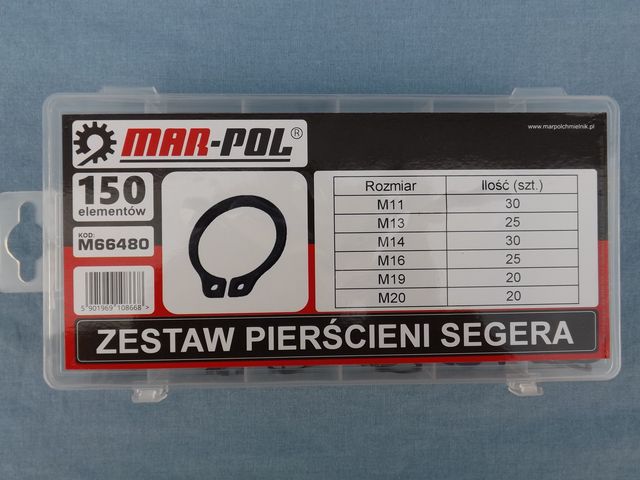 MAR-POL®
www.marpolchmielnik.pl
150
elementów
KOD:
M66480
5 901969 108668 >
Rozmiar Ilość (szt.)
M11 30
M13 25
M14 30
M16 25
M19 20
M20 20
ZESTAW PIERŚCIENI SEGERA